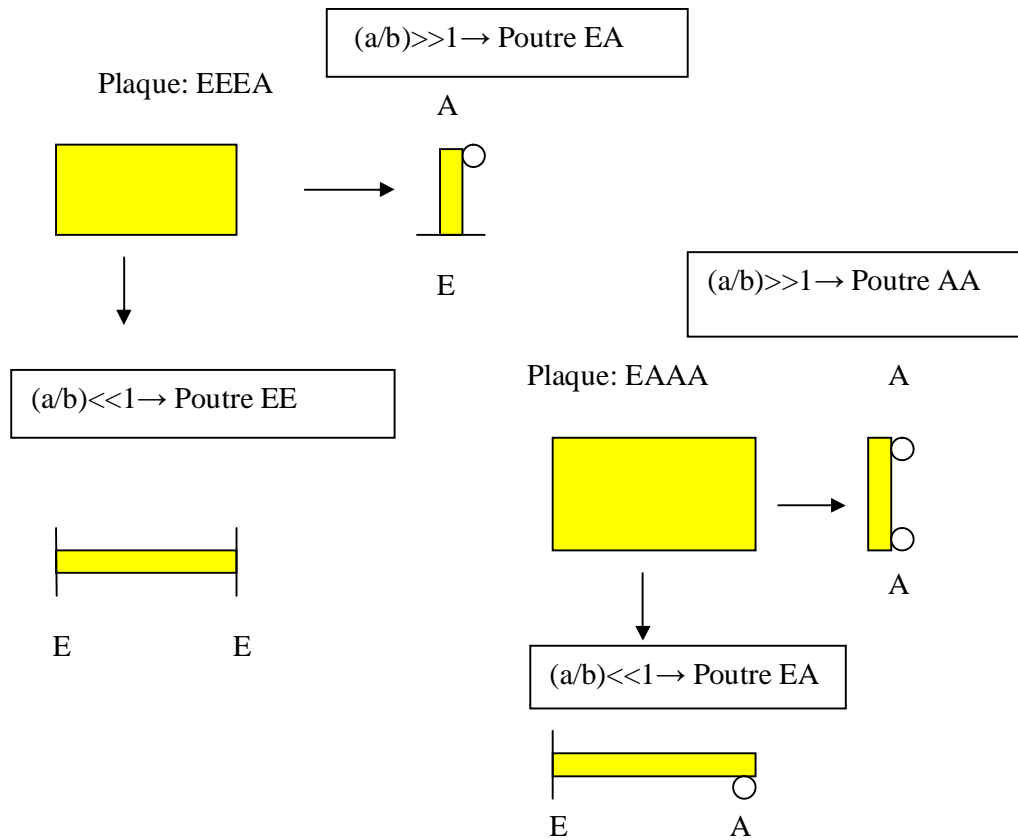 (a/b)>>1→ Poutre EA
Plaque: EEEA
A
E
(a/b)>>1→ Poutre AA
(a/b)<<1→ Poutre EE
Plaque: EAAA
A
A
E E
(a/b)<<1→ Poutre EA
E A